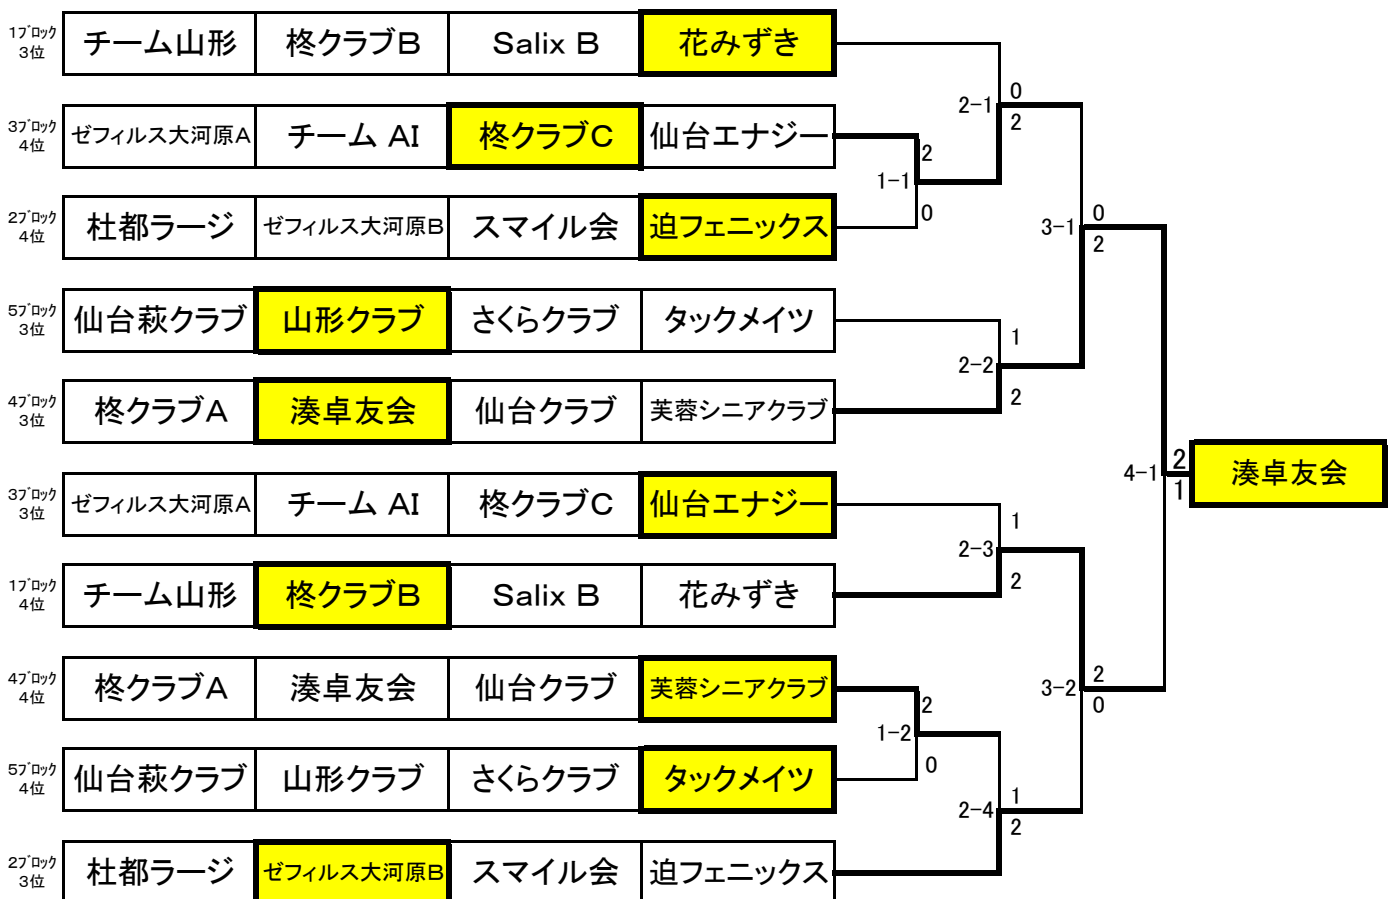 1ブロック
3位
チーム山形 柊クラブB Salix B 花みずき
0
2-1
2
3ブロック
4位
ゼフィルス大河原A チーム AI 柊クラブC 仙台エナジー
2
1-1
0
2ブロック
4位
杜都ラージ ゼフィルス大河原B スマイル会 迫フェニックス
0
3-1
2
5ブロック
3位
仙台萩クラブ 山形クラブ さくらクラブ タックメイツ
1
2-2
2
4ブロック
3位
柊クラブA 湊卓友会 仙台クラブ 芙蓉シニアクラブ
2
4-1
1
湊卓友会
3ブロック
3位
ゼフィルス大河原A チーム AI 柊クラブC 仙台エナジー
1
2-3
2
1ブロック
4位
チーム山形 柊クラブB Salix B 花みずき
2
3-2
0
4ブロック
4位
柊クラブA 湊卓友会 仙台クラブ 芙蓉シニアクラブ
2
1-2
0
5ブロック
4位
仙台萩クラブ 山形クラブ さくらクラブ タックメイツ
1
2-4
2
2ブロック
3位
杜都ラージ ゼフィルス大河原B スマイル会 迫フェニックス